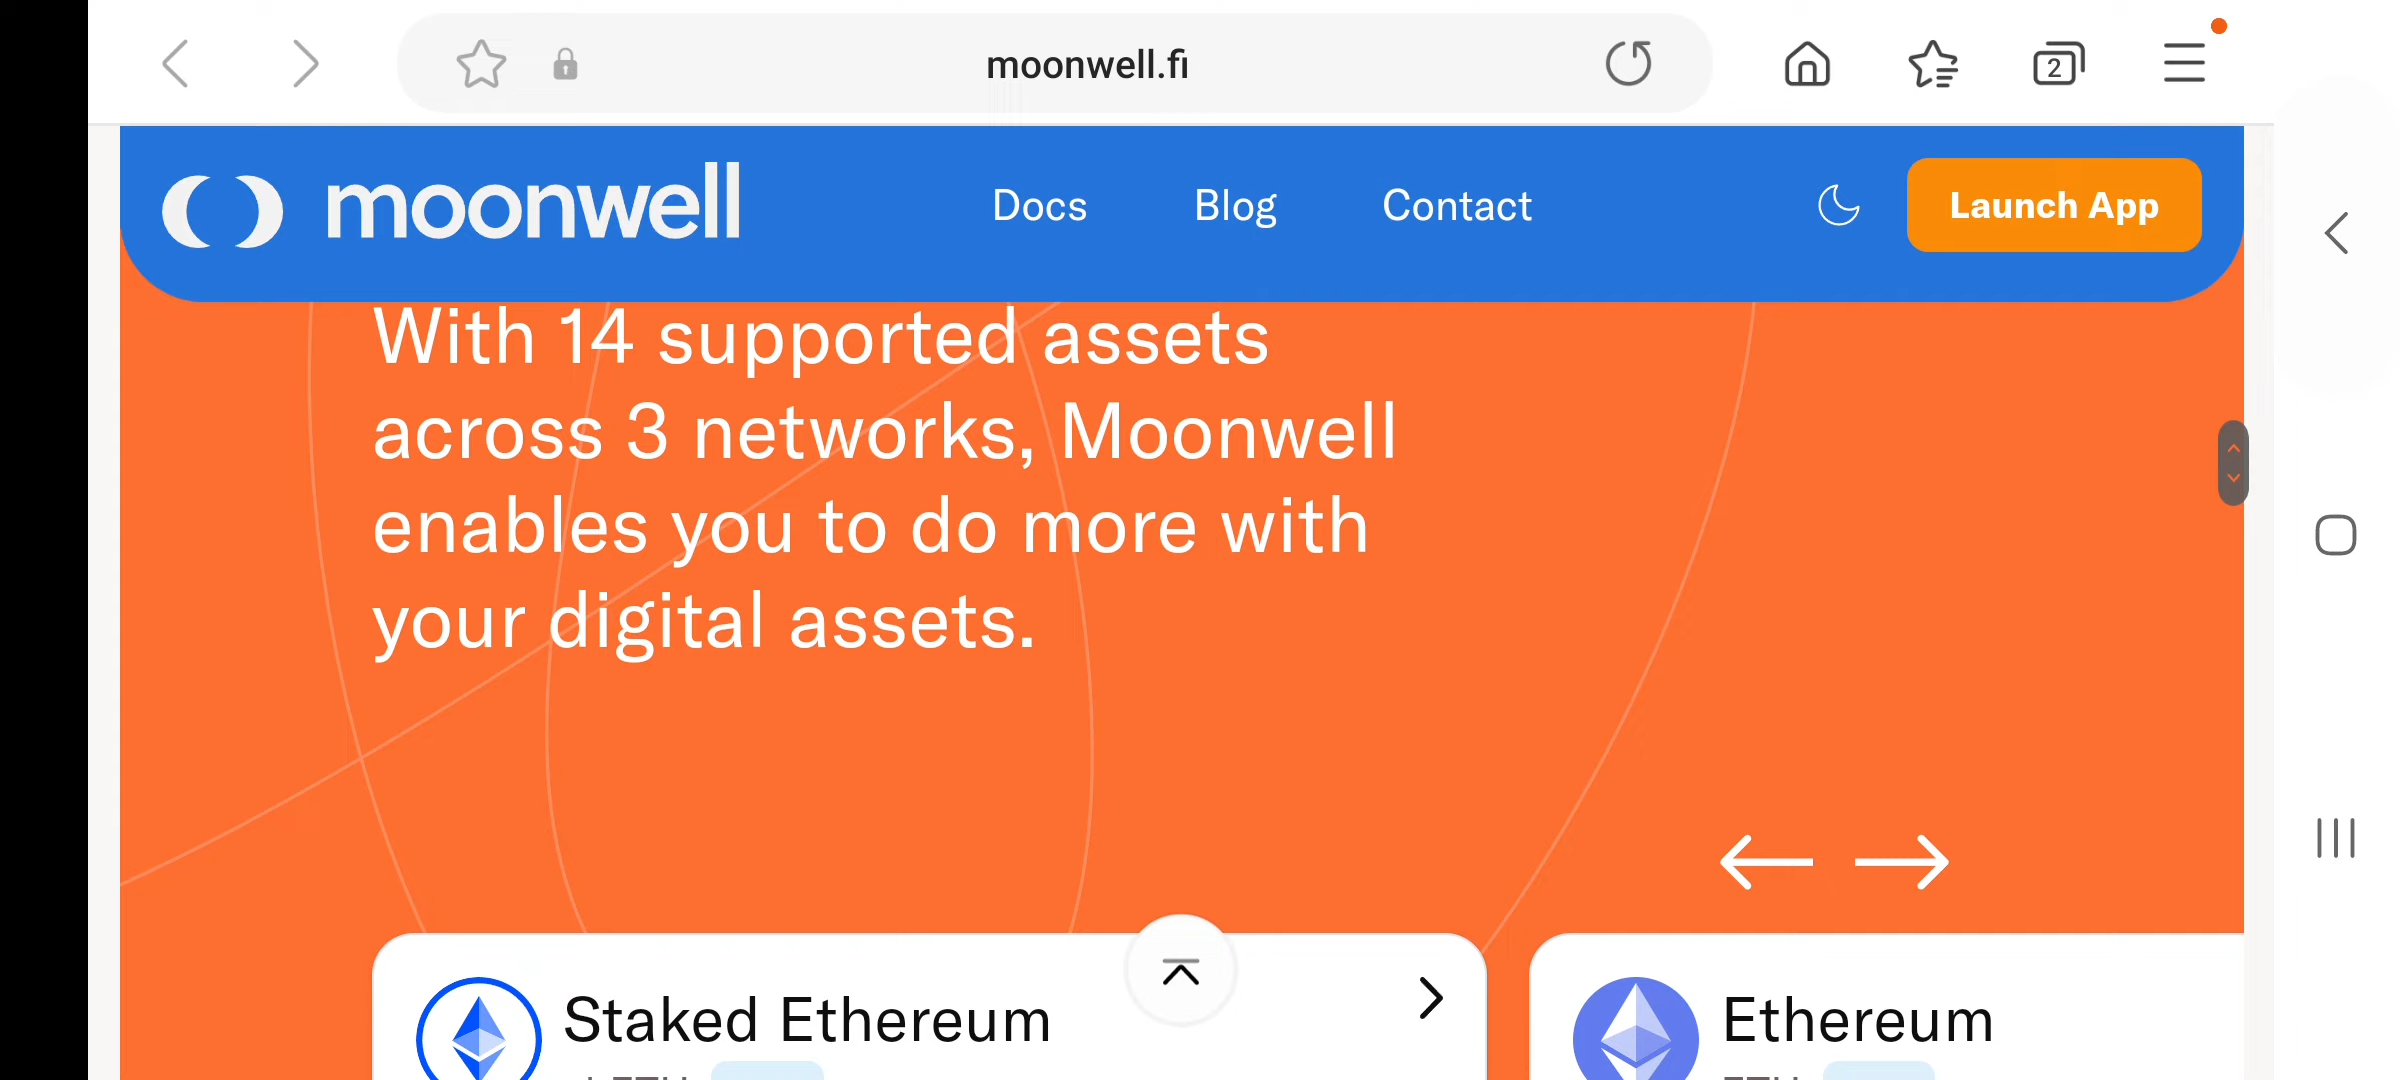 moonwell.fi
2
moonwell
Docs
Blog
Contact
Launch App
With 14 supported assets
across 3 networks, Moonwell
enables you to do more with
your digital assets.
Staked Ethereum
Ethereum